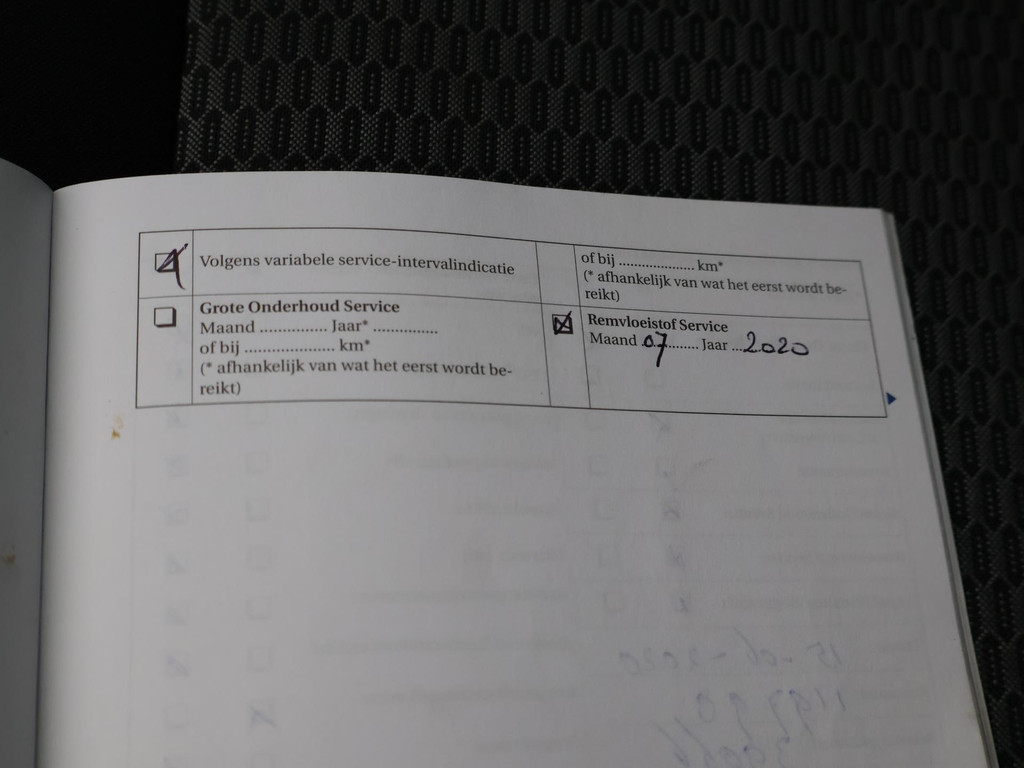 Volgens variabele service-intervalindicatie
Grote Onderhoud Service
Maand ............... Jaar* ...............
of bij ..................... km*
(* afhankelijk van wat het eerst wordt be-
reikt)
of bij .................... km*
(* afhankelijk van wat het eerst wordt be-
reikt)
Remvloeistof Service
Maand 07 ........ Jaar ... 2020